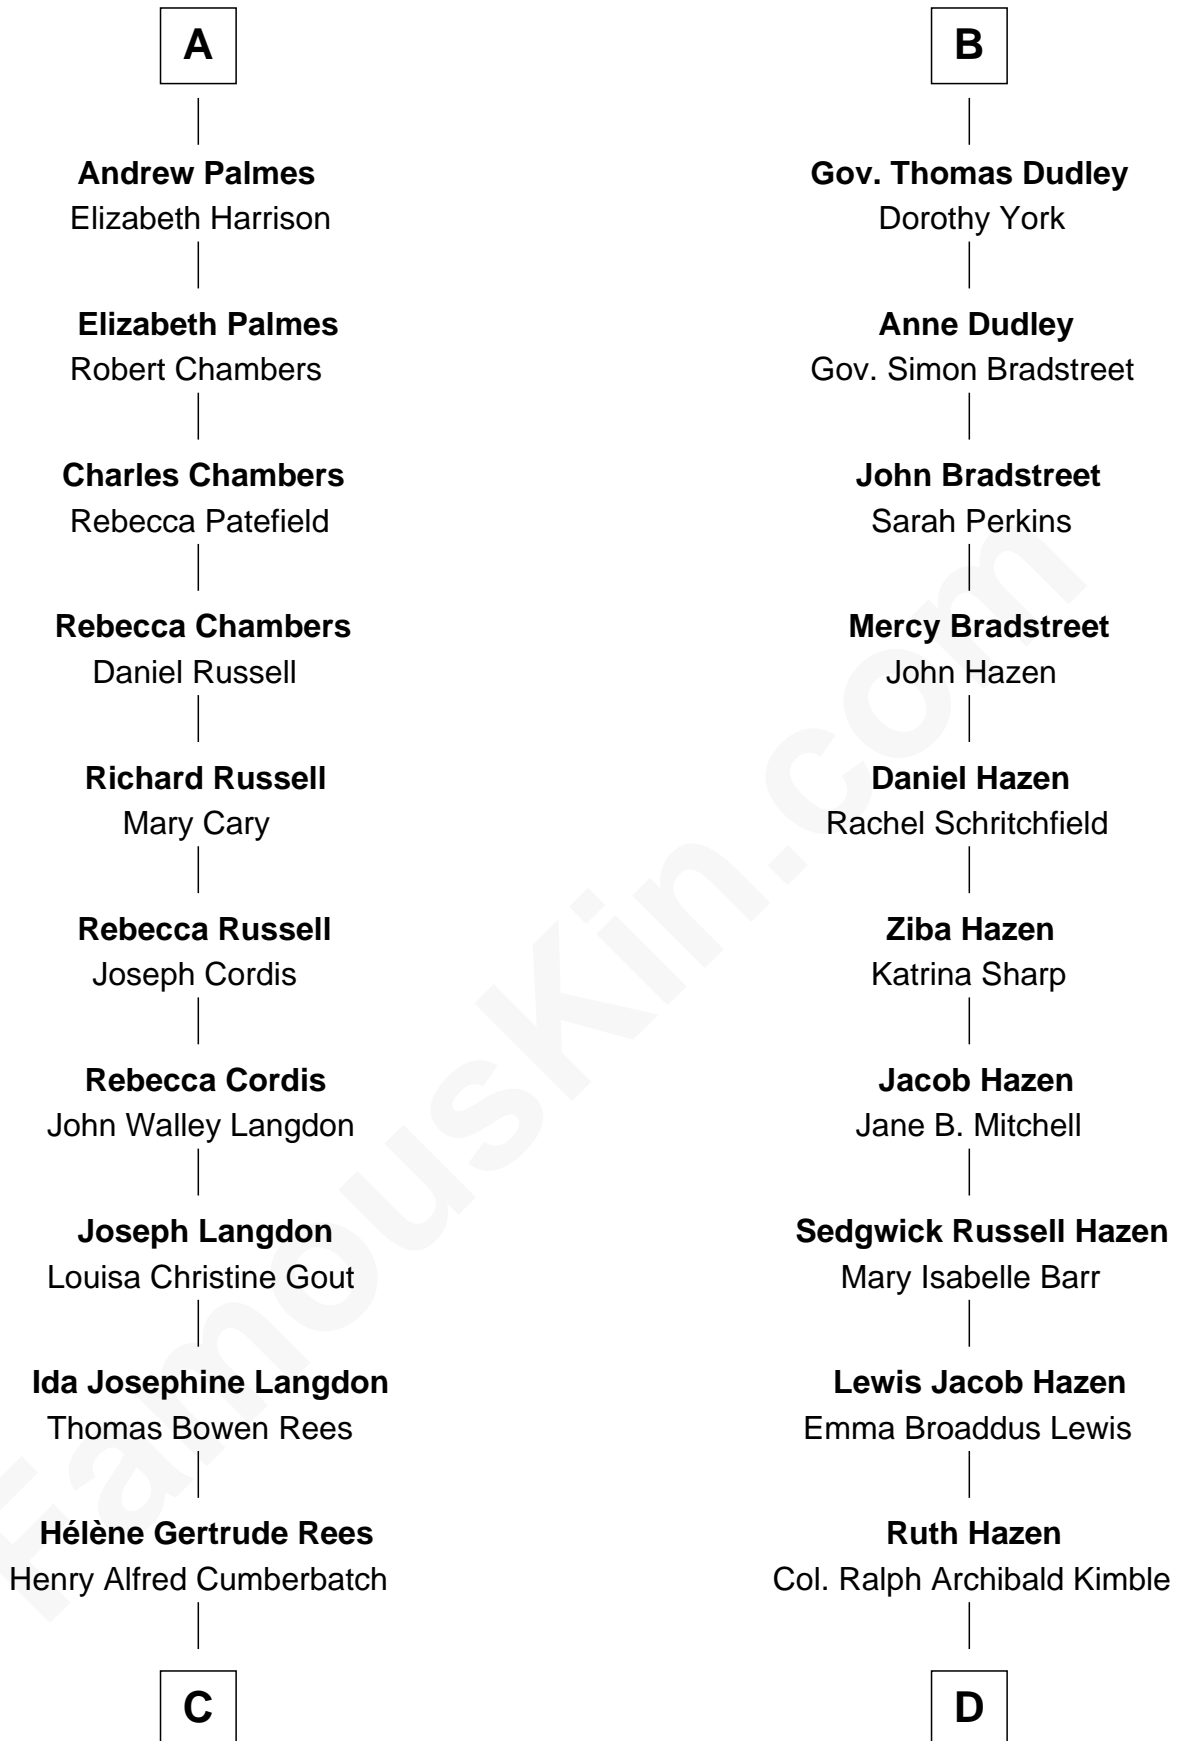 A
Andrew Palmes
Elizabeth Harrison
Elizabeth Palmes
Robert Chambers
Charles Chambers
Rebecca Patefield
Rebecca Chambers
Daniel Russell
Richard Russell
Mary Cary
Rebecca Russell
Joseph Cordis
Rebecca Cordis
John Walley Langdon
Joseph Langdon
Louisa Christine Gout
Ida Josephine Langdon
Thomas Bowen Rees
Hélène Gertrude Rees
Henry Alfred Cumberbatch
C
B
Gov. Thomas Dudley
Dorothy York
Anne Dudley
Gov. Simon Bradstreet
John Bradstreet
Sarah Perkins
Mercy Bradstreet
John Hazen
Daniel Hazen
Rachel Schritchfield
Ziba Hazen
Katrina Sharp
Jacob Hazen
Jane B. Mitchell
Sedgwick Russell Hazen
Mary Isabelle Barr
Lewis Jacob Hazen
Emma Broaddus Lewis
Ruth Hazen
Col. Ralph Archibald Kimble
D
FamousKin.com